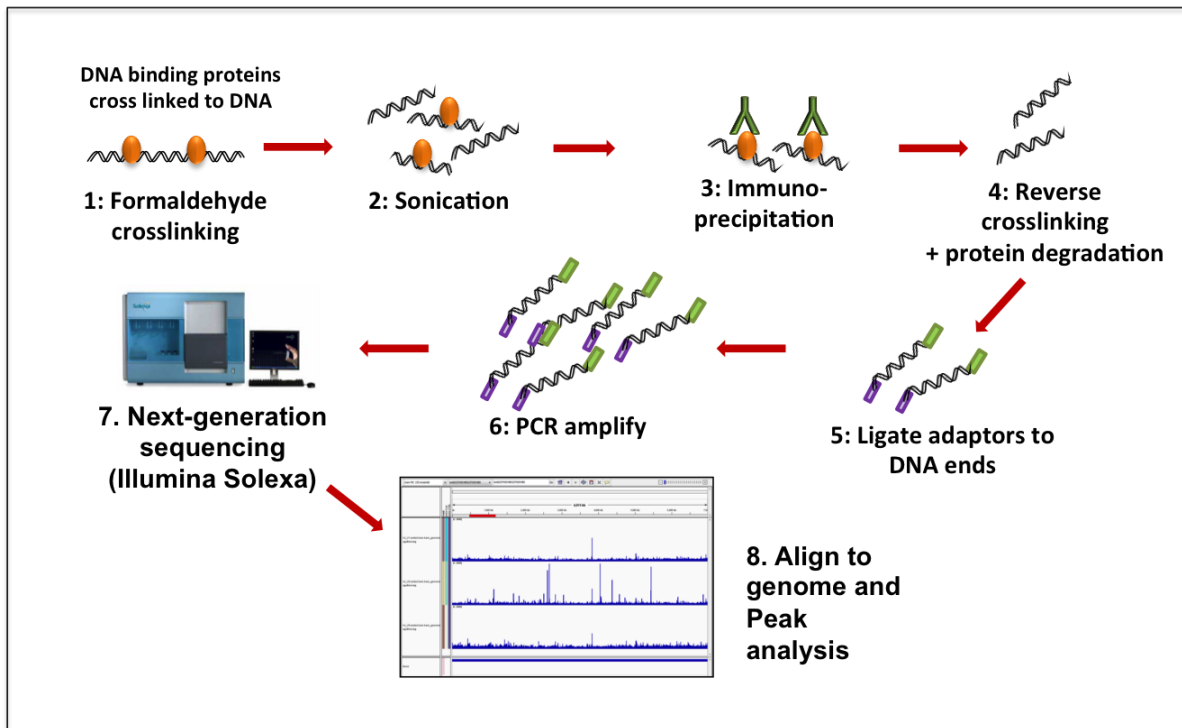 DNA binding proteins
cross linked to DNA
1: Formaldehyde
crosslinking
2: Sonication
3: Immuno-
precipitation
4: Reverse
crosslinking
+ protein degradation
5: Ligate adaptors to
DNA ends
6: PCR amplify
7. Next-generation
sequencing
(Illumina Solexa)
8. Align to
genome and
Peak
analysis